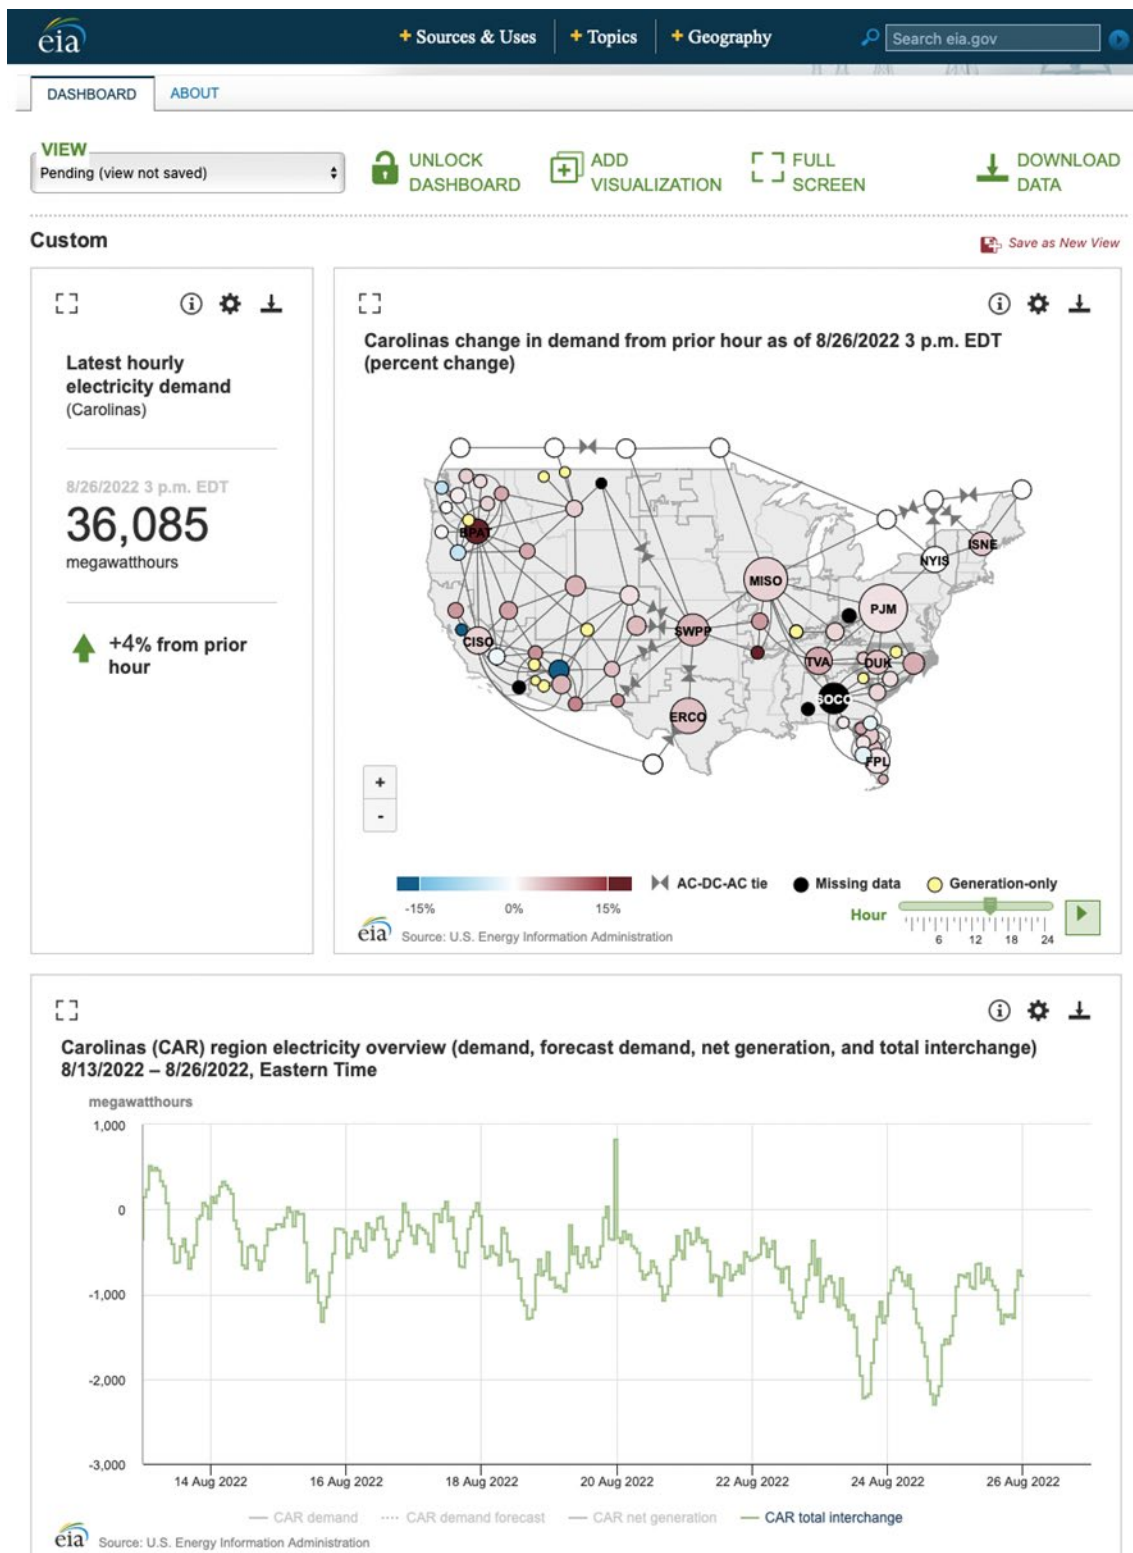 eia
+ Sources & Uses
+ Topics
+ Geography
Search eia.gov
DASHBOARD
ABOUT
VIEW
Pending (view not saved)
UNLOCK
DASHBOARD
ADD
VISUALIZATION
FULL
SCREEN
DOWNLOAD
DATA
Custom
Save as New View
Latest hourly
electricity demand
(Carolinas)
8/26/2022 3 p.m. EDT
36,085
megawatthours
+4% from prior
hour
Carolinas change in demand from prior hour as of 8/26/2022 3 p.m. EDT
(percent change)
BPAT
ISNE
NYIS
MISO
PJM
CISO
SWPP
TVA
DUK
SOCO
ERCO
FPL
+
-
-15%
0%
15%
AC-DC-AC tie
Missing data
Generation-only
Hour
6 12 18 24
eia Source: U.S. Energy Information Administration
Carolinas (CAR) region electricity overview (demand, forecast demand, net generation, and total interchange)
8/13/2022 – 8/26/2022, Eastern Time
megawatthours
1,000
0
-1,000
-2,000
-3,000
14 Aug 2022 16 Aug 2022 18 Aug 2022 20 Aug 2022 22 Aug 2022 24 Aug 2022 26 Aug 2022
CAR demand CAR demand forecast CAR net generation CAR total interchange
eia Source: U.S. Energy Information Administration